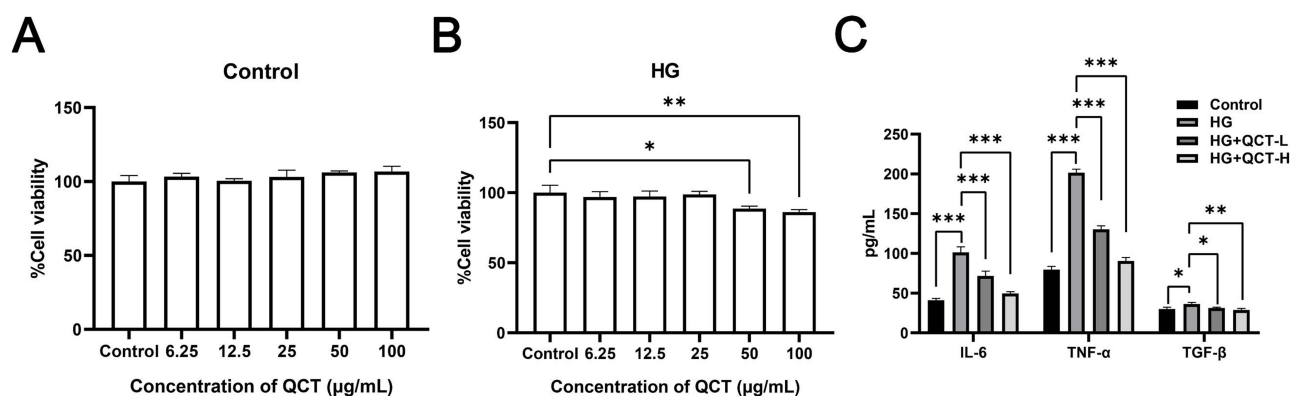 A
Control
%Cell viability
150
100
50
0
Control 6.25 12.5 25 50 100
Concentration of QCT (μg/mL)
B
HG
%Cell viability
150
100
50
0
**
*
Control 6.25 12.5 25 50 100
Concentration of QCT (μg/mL)
C
Control
HG
HG+QCT-L
HG+QCT-H
pg/mL
250
200
150
100
50
0
***
***
***
***
***
***
*
*
**
IL-6 TNF-α TGF-β